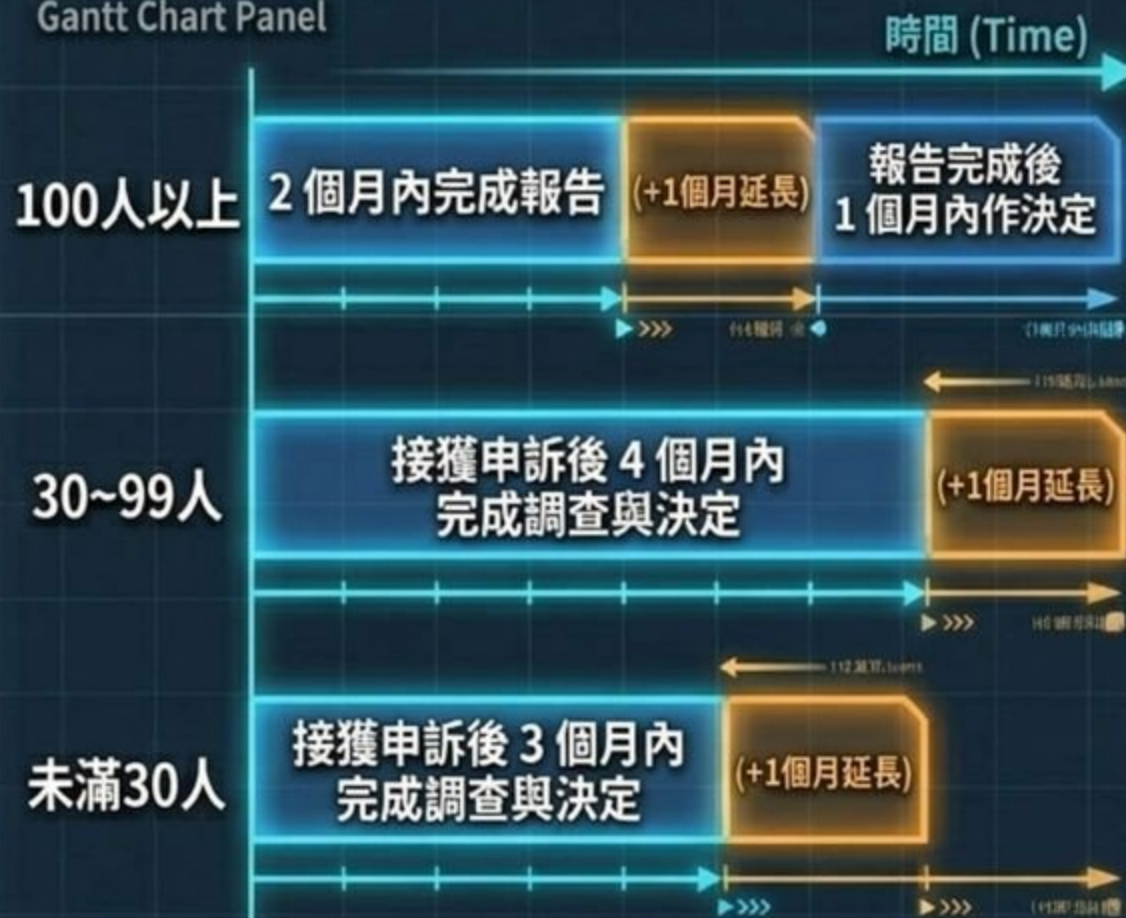 Gantt Chart Panel
時間 (Time)
100人以上
2 個月內完成報告
(+1個月延長)
報告完成後
1 個月內作決定
30~99人
接獲申訴後 4 個月內
完成調查與決定
(+1個月延長)
未滿30人
接獲申訴後 3 個月內
完成調查與決定
(+1個月延長)